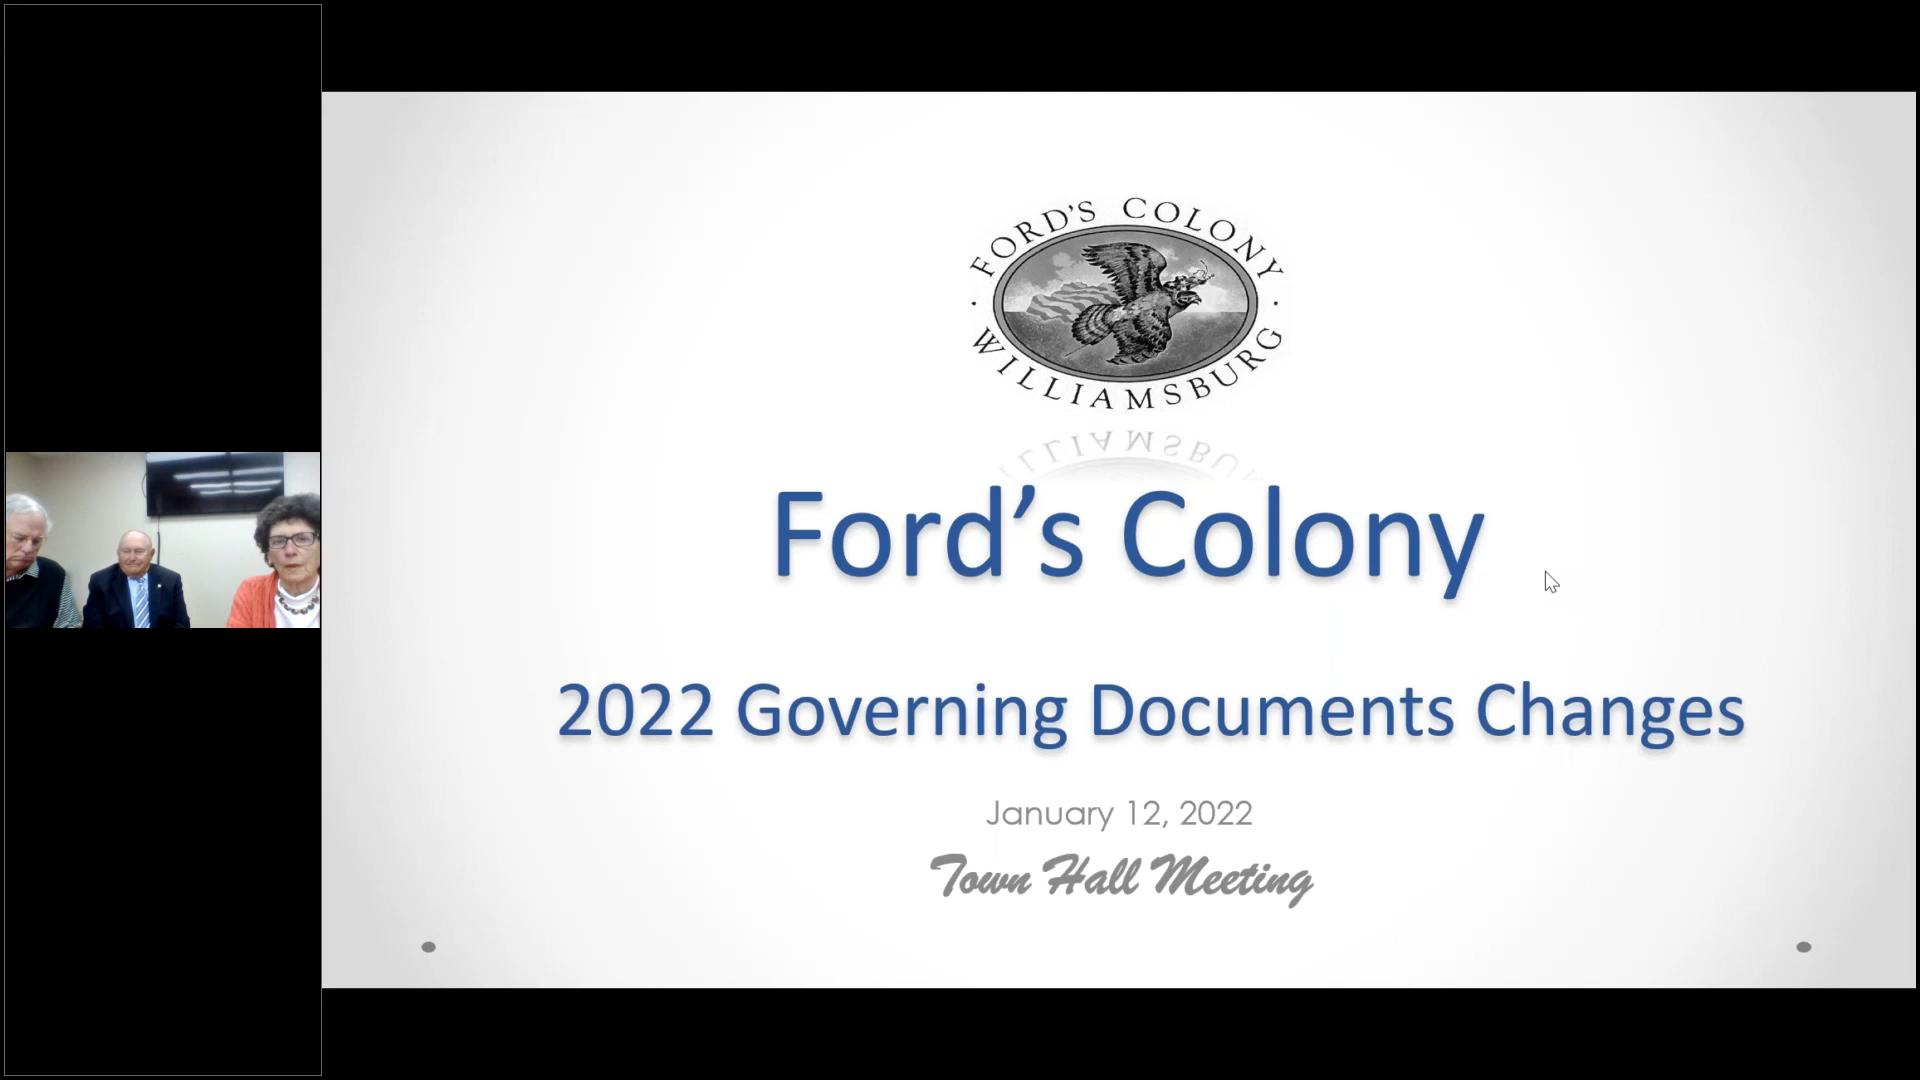 FORD'S COLONY
WILLIAMSBURG
Ford's Colony
2022 Governing Documents Changes
January 12, 2022
Town Hall Meeting